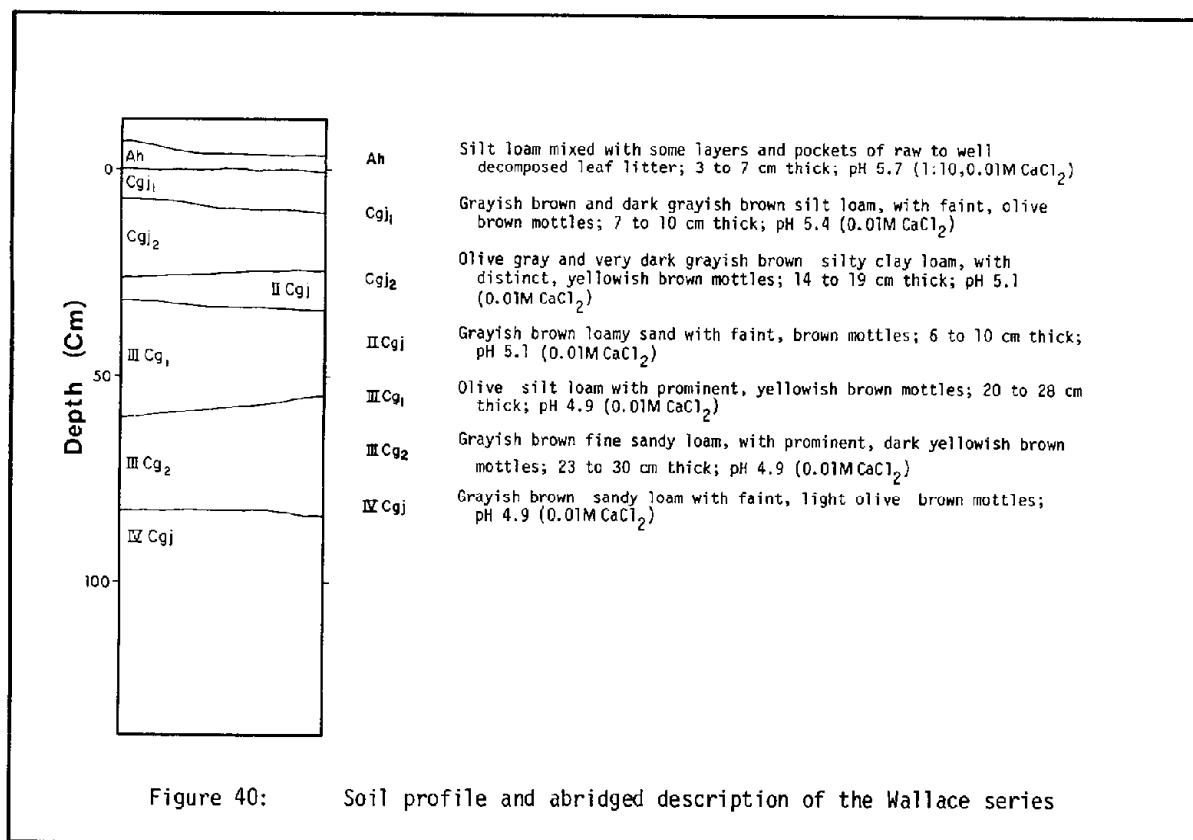 Depth (Cm)
0
50
100
Ah
Cgj₁
Cgj₂
II Cgj
III Cg₁
III Cg₂
IV Cgj
Ah Silt loam mixed with some layers and pockets of raw to well
decomposed leaf litter; 3 to 7 cm thick; pH 5.7 (1:10,0.01M CaCl₂)
Cgj₁ Grayish brown and dark grayish brown silt loam, with faint, olive
brown mottles; 7 to 10 cm thick; pH 5.4 (0.01M CaCl₂)
Cgj₂ Olive gray and very dark grayish brown silty clay loam, with
distinct, yellowish brown mottles; 14 to 19 cm thick; pH 5.1
(0.01M CaCl₂)
II Cgj Grayish brown loamy sand with faint, brown mottles; 6 to 10 cm thick;
pH 5.1 (0.01M CaCl₂)
III Cg₁ Olive silt loam with prominent, yellowish brown mottles; 20 to 28 cm
thick; pH 4.9 (0.01M CaCl₂)
III Cg₂ Grayish brown fine sandy loam, with prominent, dark yellowish brown
mottles; 23 to 30 cm thick; pH 4.9 (0.01M CaCl₂)
IV Cgj Grayish brown sandy loam with faint, light olive brown mottles;
pH 4.9 (0.01M CaCl₂)
Figure 40: Soil profile and abridged description of the Wallace series